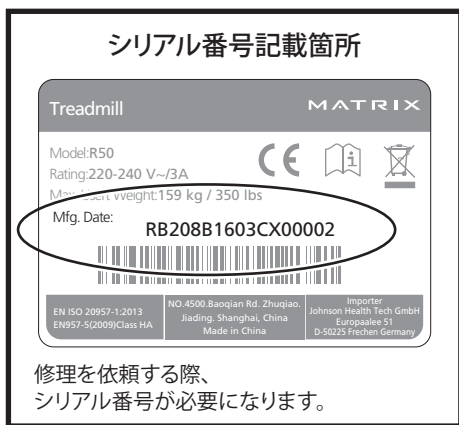 シリアル番号記載箇所
Treadmill
MATRIX
Model:R50
Rating:220-240 V~/3A
Max User Weight:159 kg / 350 lbs
Mfg. Date:
RB208B1603CX00002
EN ISO 20957-1:2013
EN957-5(2009)Class HA
NO.4500.Baoqian Rd. Zhuqiao.
Jiading. Shanghai, China
Made in China
Importer
Johnson Health Tech GmbH
Europaalee 51
D-50225 Frechen Germany
修理を依頼する際、
シリアル番号が必要になります。